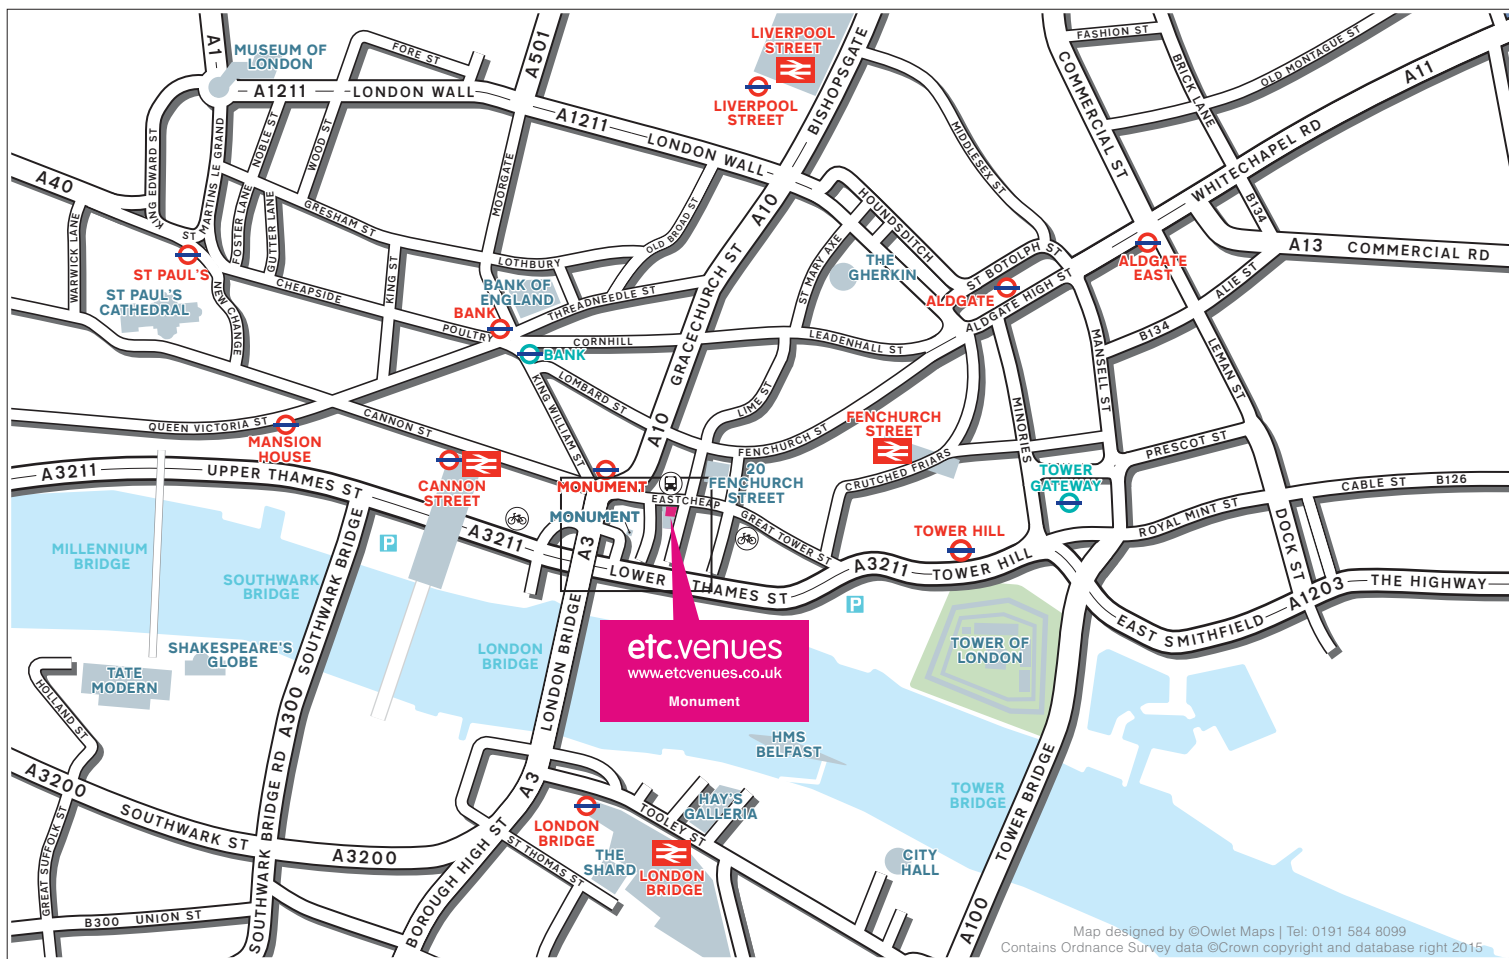 A1
MUSEUM OF
LONDON
FORE ST
A501
LIVERPOOL
STREET
LIVERPOOL
STREET
BISHOPSGATE
COMMERCIAL ST
FASHION ST
BRICK LANE
OLD MONTAGUE ST
A11
WHITECHAPEL RD
A1211
LONDON WALL
A1211
LONDON WALL
KING EDWARD ST
MARTINS LE GRAND
ST
NOBLE ST
WOOD ST
MOORGATE
MIDDLESEX ST
A40
WARWICK LANE
FOSTER LANE
GUTTER LANE
GRESHAM ST
KING ST
LOTHBURY
OLD BROAD ST
A10
HOUNDSDITCH
ST MARY AXE
THE
GHERKIN
ST BOTOLPH ST
ALDGATE
ALDGATE HIGH ST
ALDGATE
EAST
B134
A13
COMMERCIAL RD
ALIE ST
B134
ST PAUL'S
ST PAUL'S
CATHEDRAL
NEW CHANGE
CHEAPSIDE
POULTRY
BANK OF
ENGLAND
BANK
BANK
THREADNEEDLE ST
CORNHILL
GRACECHURCH ST
LEADENHALL ST
MANSELL ST
LEMAN ST
KING WILLIAM ST
LOMBARD ST
LIME ST
A10
FENCHURCH ST
FENCHURCH
STREET
MINORIES
PRESCOT ST
QUEEN VICTORIA ST
MANSION
HOUSE
CANNON ST
CANNON
STREET
MONUMENT
MONUMENT
EASTCHEAP
20
FENCHURCH
STREET
GREAT TOWER ST
CRUTCHED FRIARS
TOWER
GATEWAY
TOWER HILL
ROYAL MINT ST
CABLE ST
B126
DOCK ST
A3211
UPPER THAMES ST
A3211
A3
LOWER THAMES ST
A3211
TOWER HILL
EAST SMITHFIELD
A1203
THE HIGHWAY
P
P
MILLENNIUM
BRIDGE
SOUTHWARK
BRIDGE
SOUTHWARK BRIDGE
LONDON
BRIDGE
LONDON BRIDGE
etc.venues
www.etcvenues.co.uk
Monument
TOWER OF
LONDON
SHAKESPEARE'S
GLOBE
TATE
MODERN
HOLLAND ST
A300
SOUTHWARK BRIDGE RD
HMS
BELFAST
TOWER
BRIDGE
TOWER BRIDGE
A3200
SOUTHWARK ST
A3200
GREAT SUFFOLK ST
B300
UNION ST
A3
BOROUGH HIGH ST
ST THOMAS ST
LONDON
BRIDGE
THE
SHARD
LONDON
BRIDGE
TOOLEY ST
HAY'S
GALLERIA
CITY
HALL
A100
Map designed by ©Owlet Maps | Tel: 0191 584 8099
Contains Ordnance Survey data ©Crown copyright and database right 2015